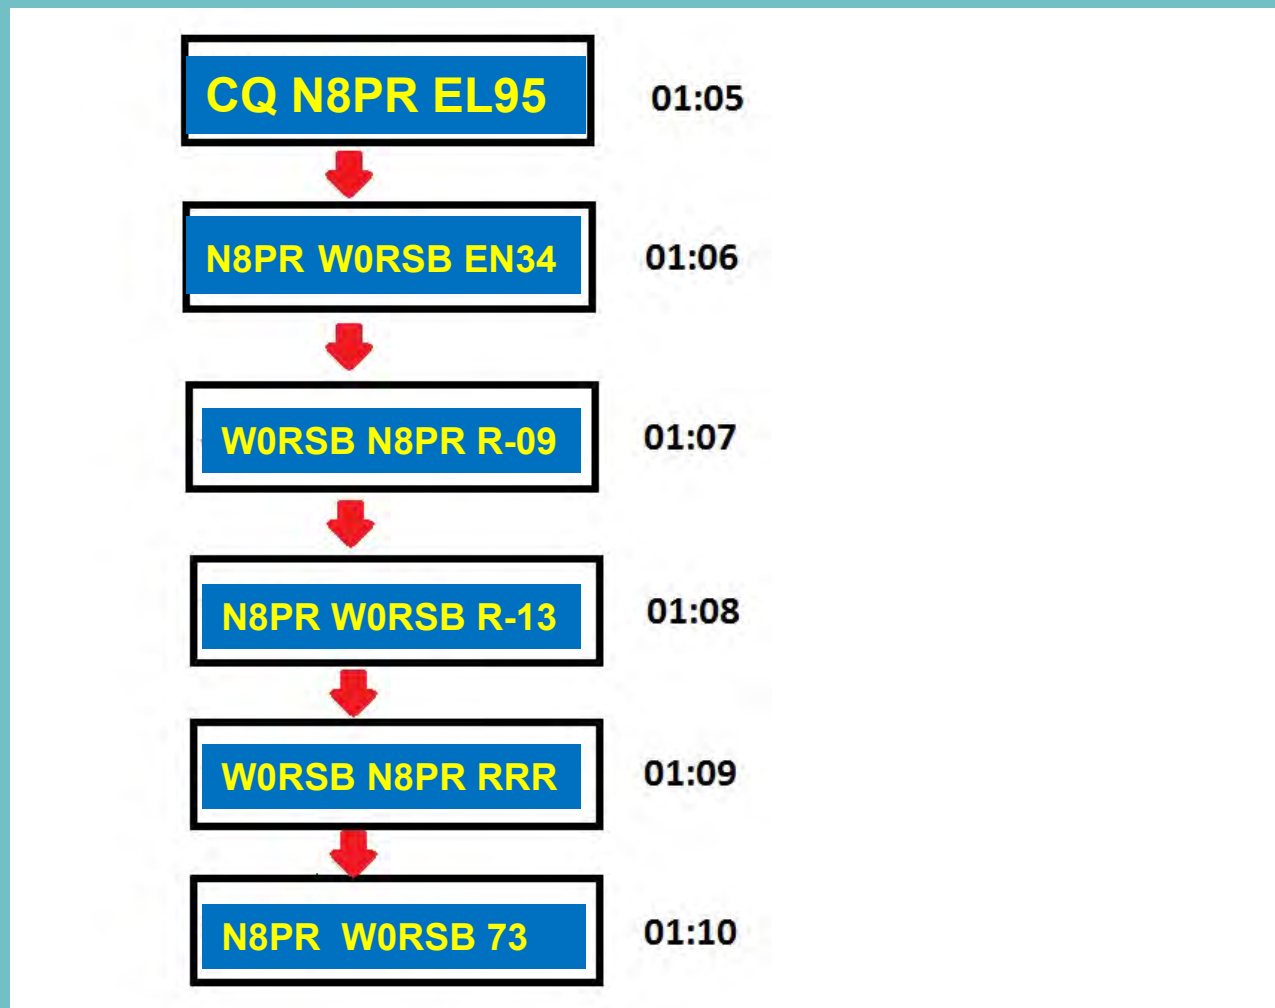 CQ N8PR EL95 01:05
N8PR W0RSB EN34 01:06
W0RSB N8PR R-09 01:07
N8PR W0RSB R-13 01:08
W0RSB N8PR RRR 01:09
N8PR W0RSB 73 01:10